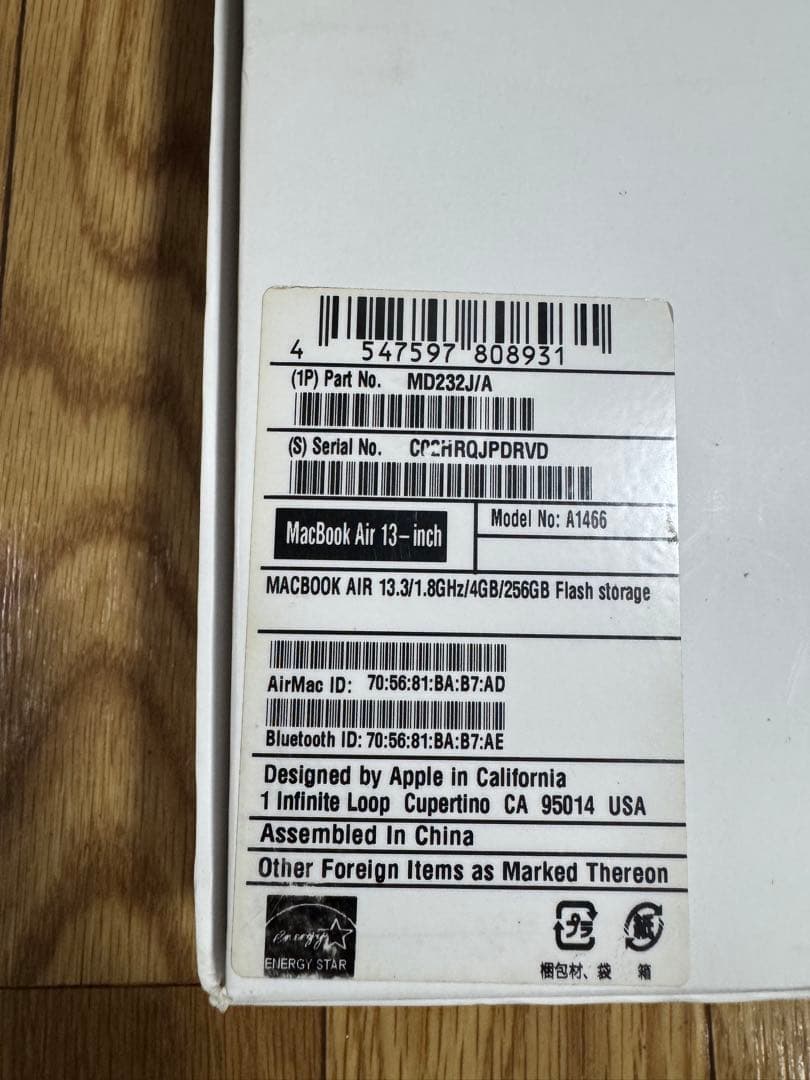 4 547597 808931
(1P) Part No. MD232J/A
(S) Serial No. C02HRQJPDRVD
MacBook Air 13-inch
Model No: A1466
MACBOOK AIR 13.3/1.8GHz/4GB/256GB Flash storage
AirMac ID: 70:56:81:BA:B7:AD
Bluetooth ID: 70:56:81:BA:B7:AE
Designed by Apple in California
1 Infinite Loop Cupertino CA 95014 USA
Assembled In China
Other Foreign Items as Marked Thereon
energy
ENERGY STAR
プラ 紙
梱包材、袋 箱